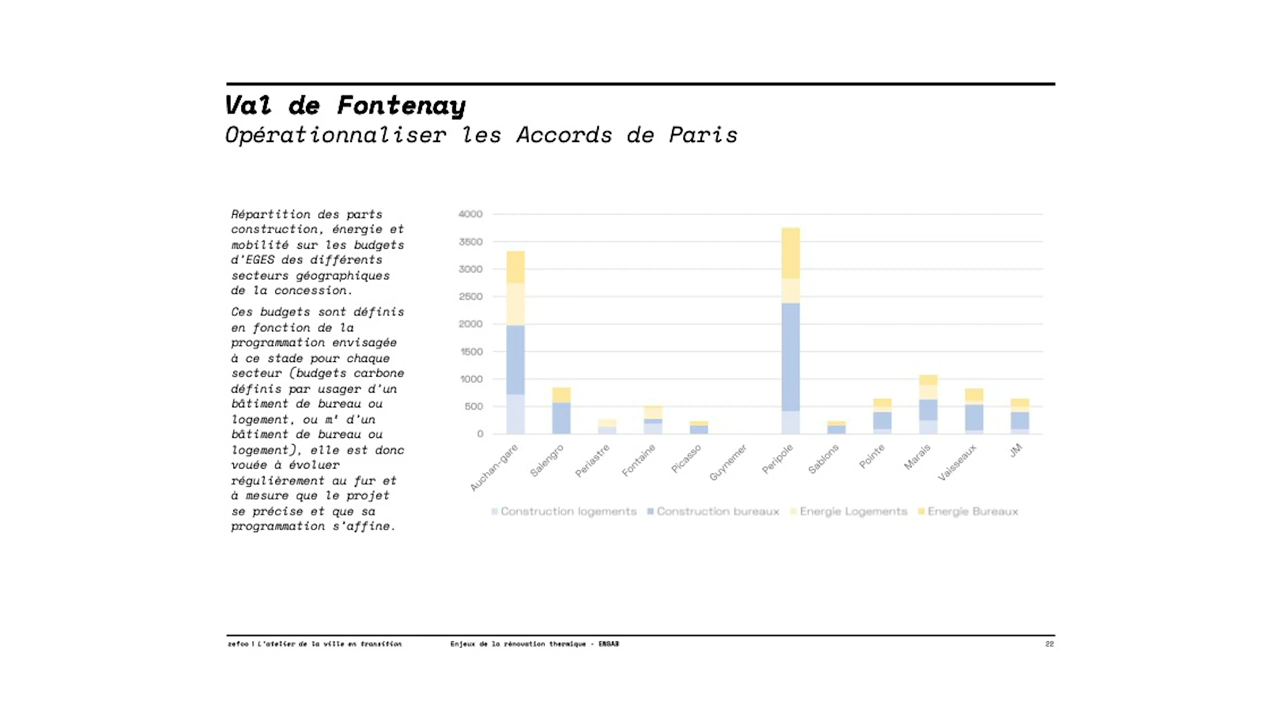 Val de Fontenay
Opérationnaliser les Accords de Paris
Répartition des parts
construction, énergie et
mobilité sur les budgets
d'EGES des différents
secteurs géographiques
de la concession.
Ces budgets sont définis
en fonction de la
programmation envisagée
à ce stade pour chaque
secteur (budgets carbone
définis par usager d'un
bâtiment de bureau ou
logement, ou m² d'un
bâtiment de bureau ou
logement), elle est donc
vouée à évoluer
régulièrement au fur et
à mesure que le projet
se précise et que sa
programmation s'affine.
4000
3500
3000
2500
2000
1500
1000
500
0
Auchan-gare
Salengro
Periastre
Fontaine
Picasso
Guynemer
Peripole
Sablons
Pointe
Marais
Vaisseaux
JM
Construction logements Construction bureaux Energie Logements Energie Bureaux
zefco | L'atelier de la ville en transition
Enjeux de la rénovation thermique - ENSAB
22